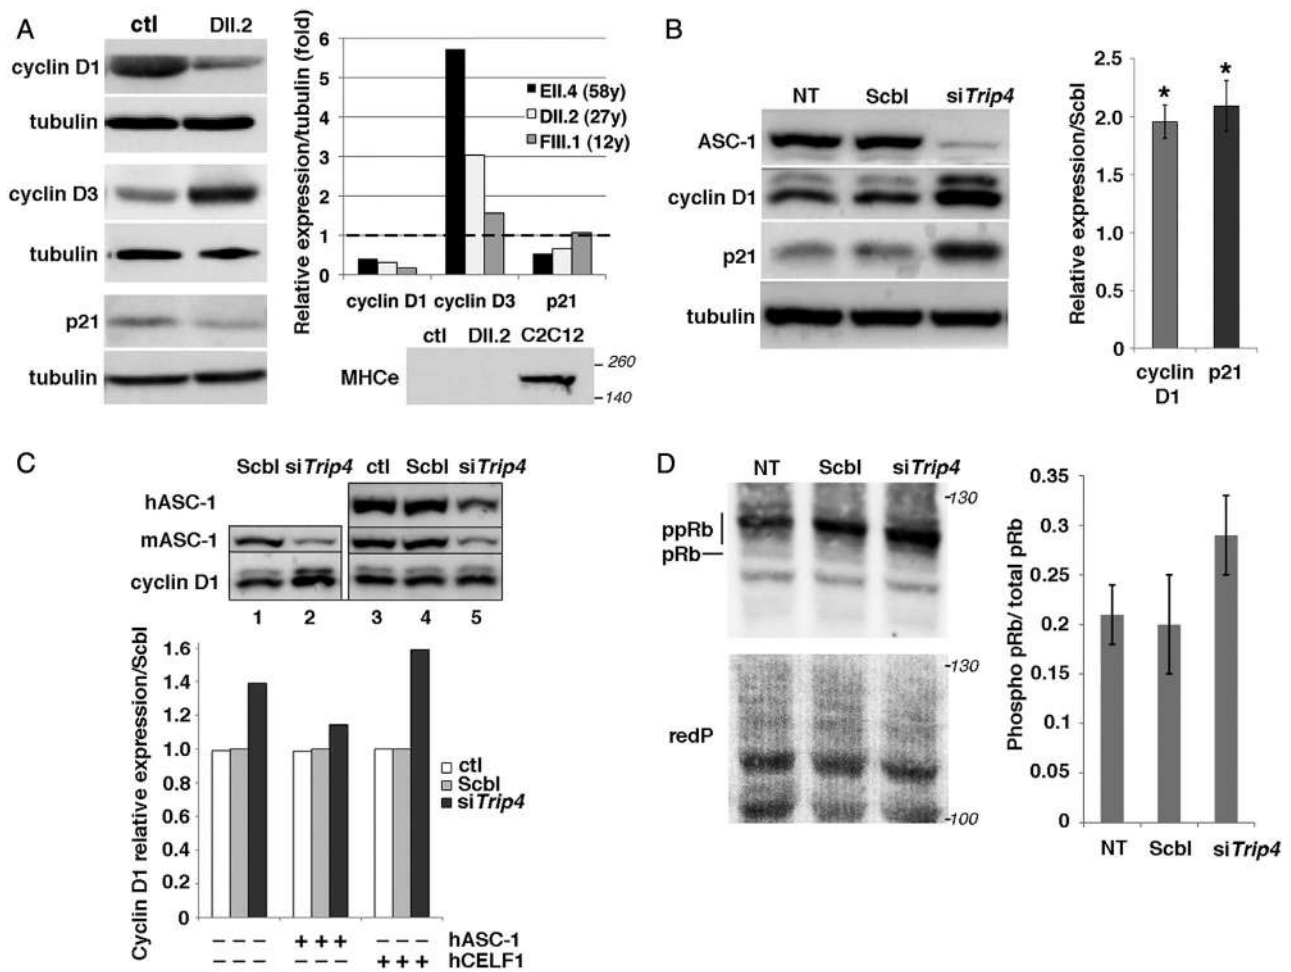 A
ctl DII.2
cyclin D1
tubulin
cyclin D3
tubulin
p21
tubulin
Relative expression/tubulin (fold)
6
5
4
3
2
1
0
EII.4 (58y)
DII.2 (27y)
FIII.1 (12y)
cyclin D1 cyclin D3 p21
ctl DII.2 C2C12
MHCe
260
140
B
NT Scbl siTrip4
ASC-1
cyclin D1
p21
tubulin
Relative expression/Scbl
2.5
2.0
1.5
1.0
0.5
0
* *
cyclin D1 p21
C
Scbl siTrip4 ctl Scbl siTrip4
hASC-1
mASC-1
cyclin D1
1 2 3 4 5
Cyclin D1 relative expression/Scbl
1.6
1.4
1.2
1.0
0.8
0.6
0.4
0.2
0
ctl
Scbl
siTrip4
– – – + + + – – – hASC-1
– – – – – – + + + hCELF1
D
NT Scbl siTrip4
-130
ppRb
pRb
-130
redP
-100
Phospho pRb/ total pRb
0.35
0.3
0.25
0.2
0.15
0.1
0.05
0
NT Scbl siTrip4